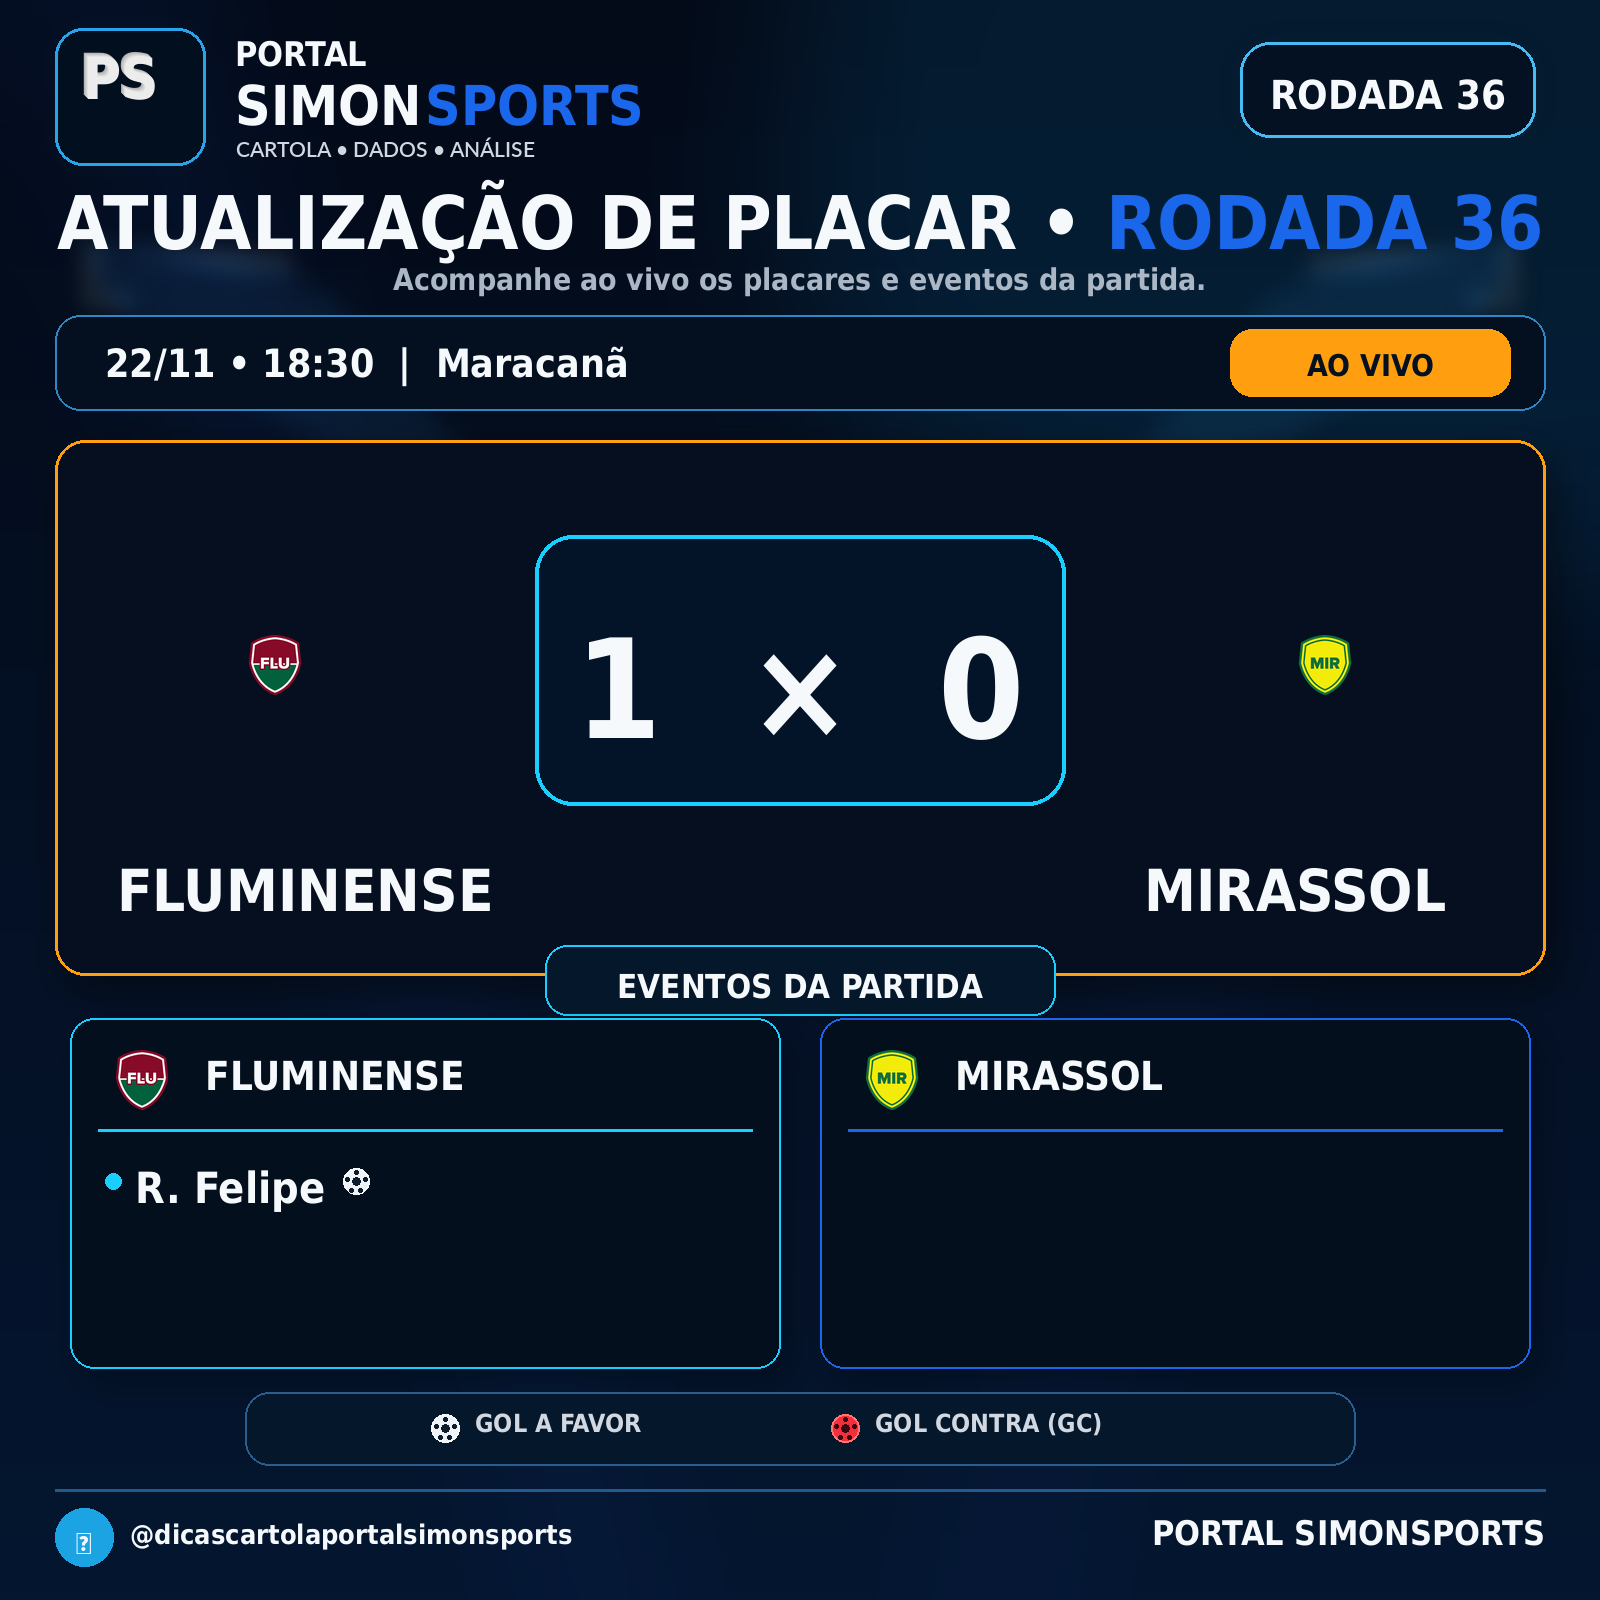 PS
PORTAL
SIMONSPORTS
CARTOLA • DADOS • ANÁLISE
RODADA 36
ATUALIZAÇÃO DE PLACAR • RODADA 36
Acompanhe ao vivo os placares e eventos da partida.
22/11 • 18:30 | Maracanã
AO VIVO
FLU
1 × 0
MIR
FLUMINENSE
MIRASSOL
EVENTOS DA PARTIDA
FLU
FLUMINENSE
MIR
MIRASSOL
• R. Felipe
GOL A FAVOR
GOL CONTRA (GC)
@dicascartolaportalsimonsports
PORTAL SIMONSPORTS